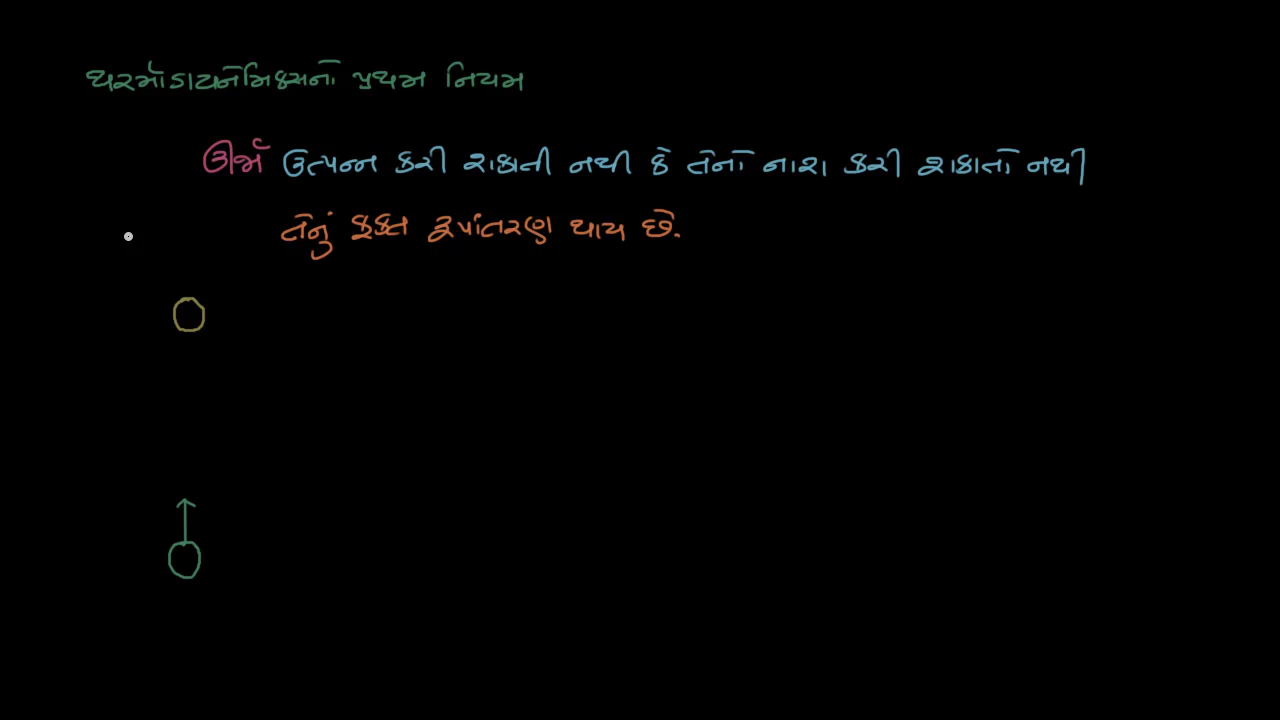 થરમોડાયનેમિક્સનો પ્રથમ નિયમ
ઊર્જા ઉત્પન્ન કરી શકાતી નથી કે તેનો નાશ કરી શકાતો નથી
તેનું ફક્ત રૂપાંતરણ થાય છે.